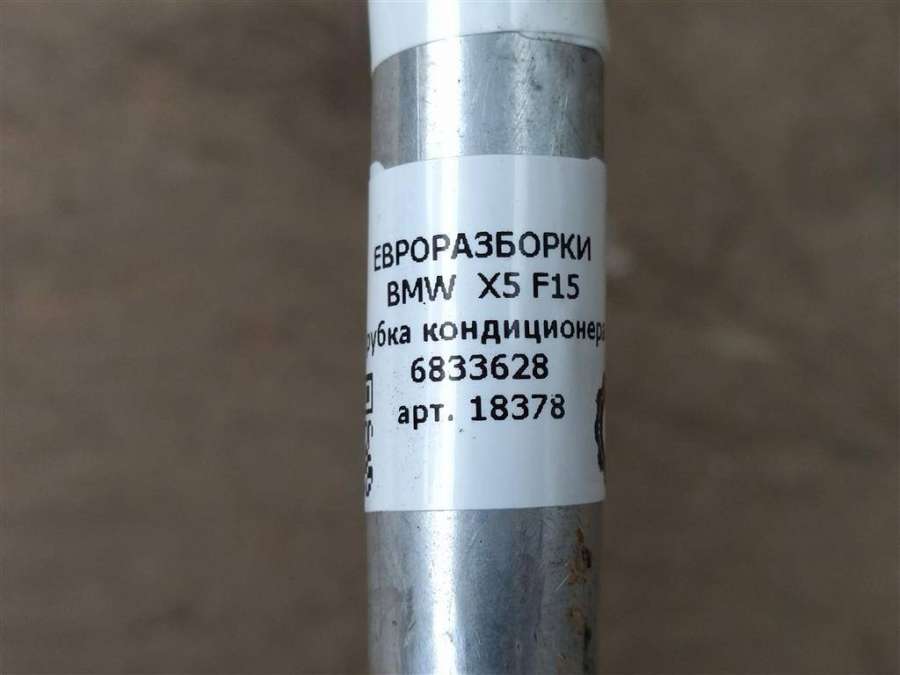 ЕВРОРАЗБОРКИ
BMW X5 F15
рубка кондиционера
6833628
арт. 18378